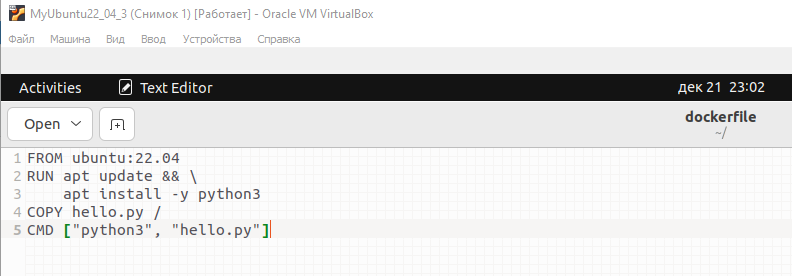 MyUbuntu22_04_3 (Снимок 1) [Работает] - Oracle VM VirtualBox
Файл Машина Вид Ввод Устройства Справка
Activities Text Editor дек 21 23:02
Open dockerfile
~/
1 FROM ubuntu:22.04
2 RUN apt update && \
3     apt install -y python3
4 COPY hello.py /
5 CMD ["python3", "hello.py"]